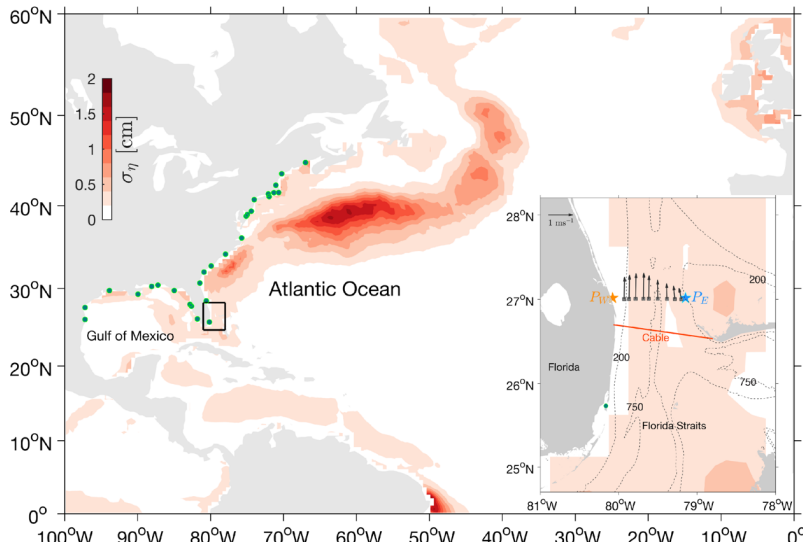 60°N
50°N
40°N
30°N
20°N
10°N
0°
100°W 90°W 80°W 70°W 60°W 50°W 40°W 30°W 20°W 10°W 0°
2
1.5
1
0.5
0
σ_η [cm]
Atlantic Ocean
Gulf of Mexico
28°N
27°N
26°N
25°N
81°W 80°W 79°W 78°W
1 ms⁻¹
200
P_W
P_E
Cable
200
Florida
750
750
Florida Straits